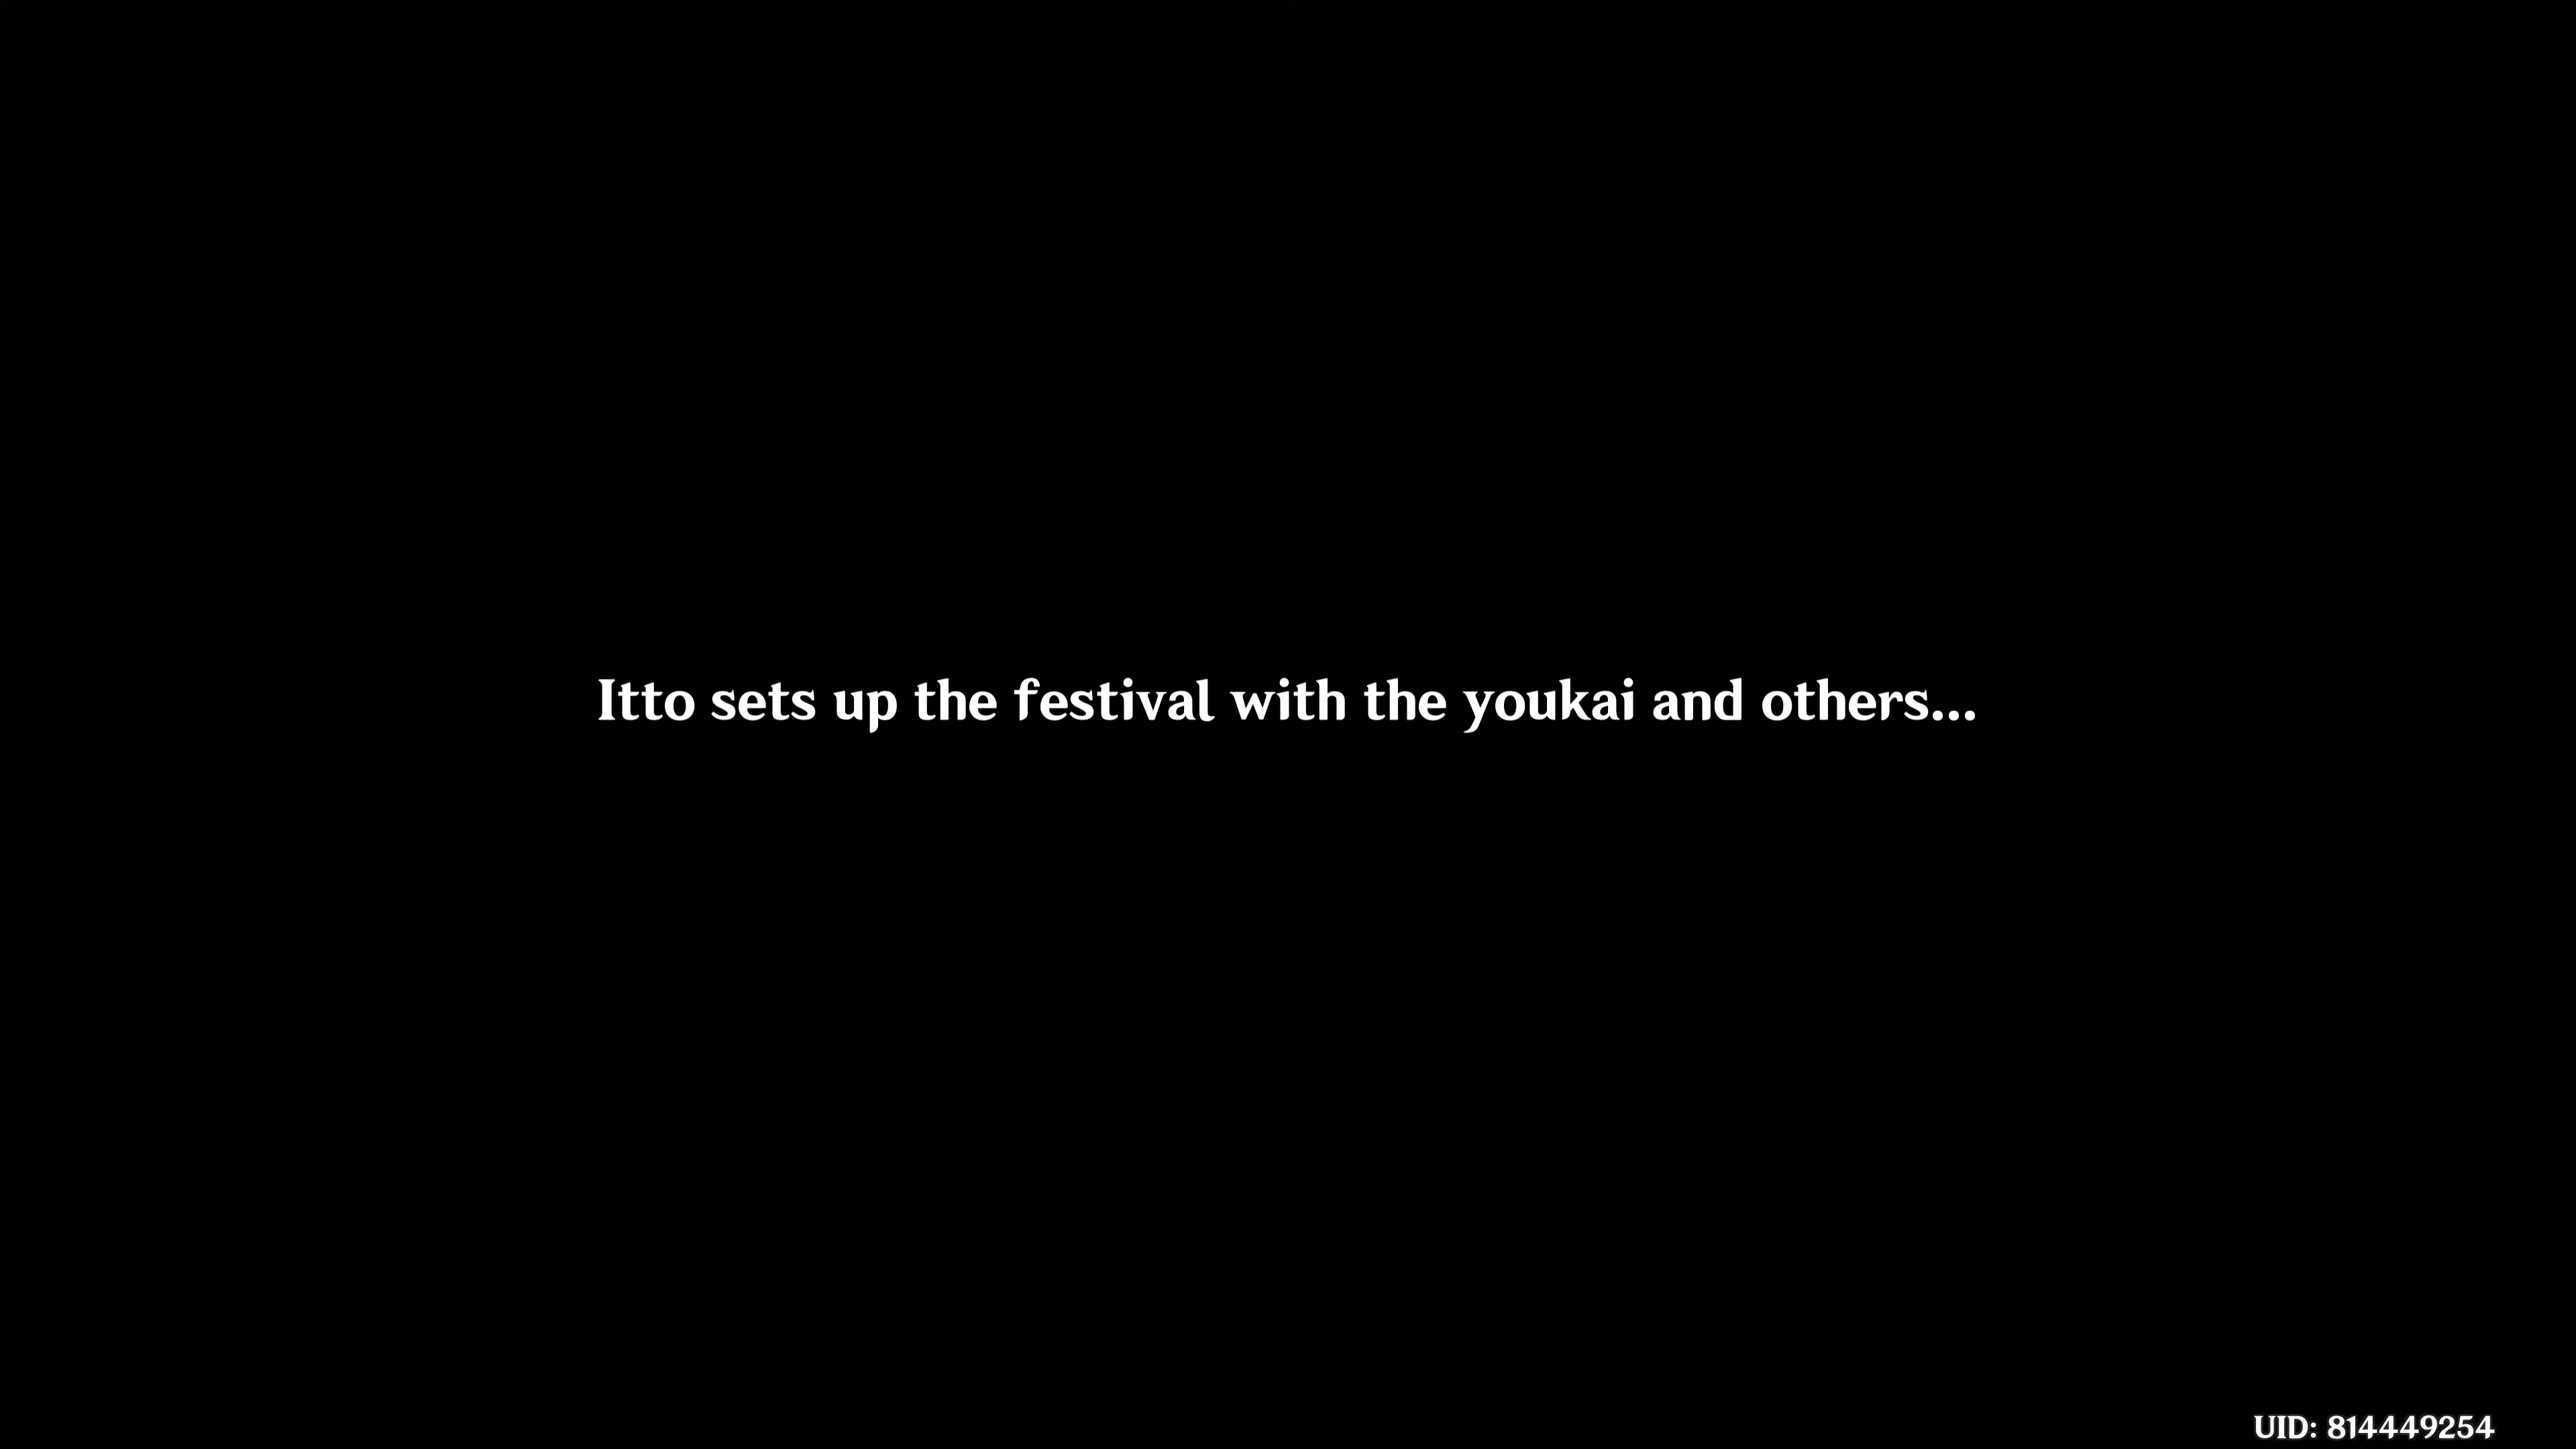 Itto sets up the festival with the youkai and others...
UID: 814449254